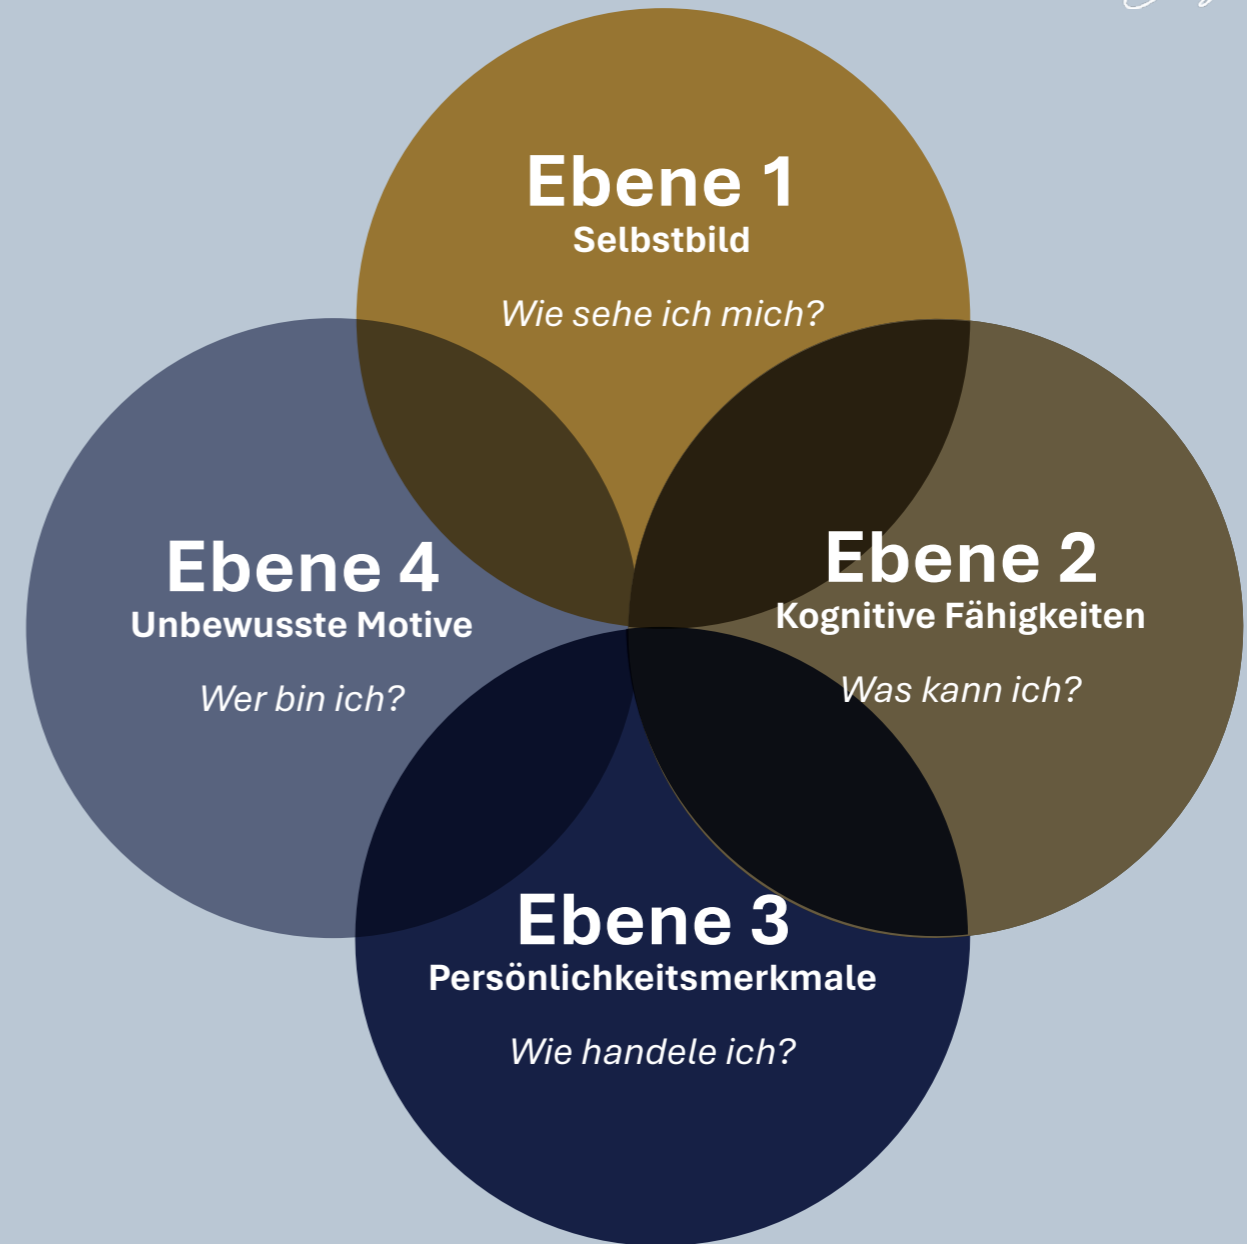 Ebene 1
Selbstbild
Wie sehe ich mich?
Ebene 2
Kognitive Fähigkeiten
Was kann ich?
Ebene 3
Persönlichkeitsmerkmale
Wie handele ich?
Ebene 4
Unbewusste Motive
Wer bin ich?